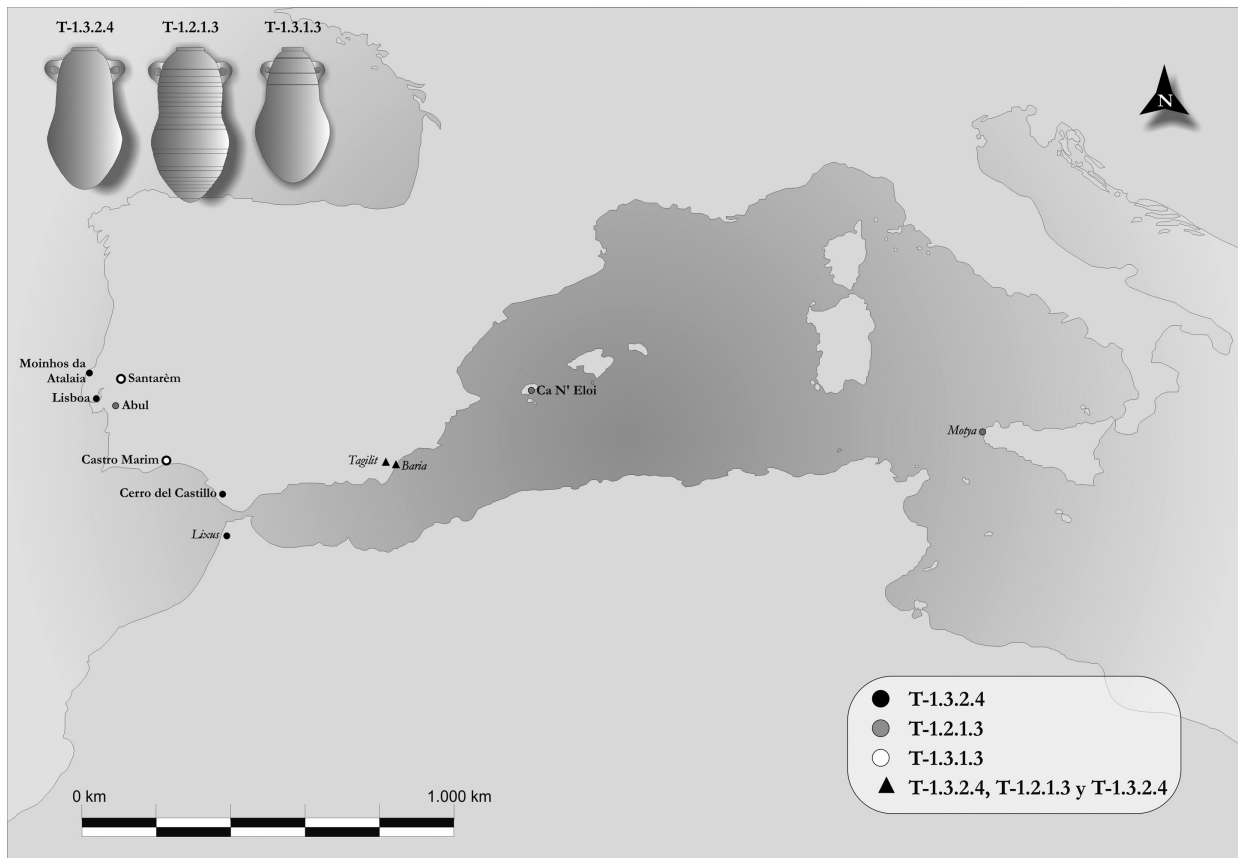 T-1.3.2.4
T-1.2.1.3
T-1.3.1.3
N
Moinhos da
Atalaia
Santarèm
Lisboa
Abul
Ca N' Eloi
Castro Marim
Tagilit
Baria
Motya
Cerro del Castillo
Lixus
T-1.3.2.4
T-1.2.1.3
T-1.3.1.3
T-1.3.2.4, T-1.2.1.3 y T-1.3.2.4
0 km
1.000 km